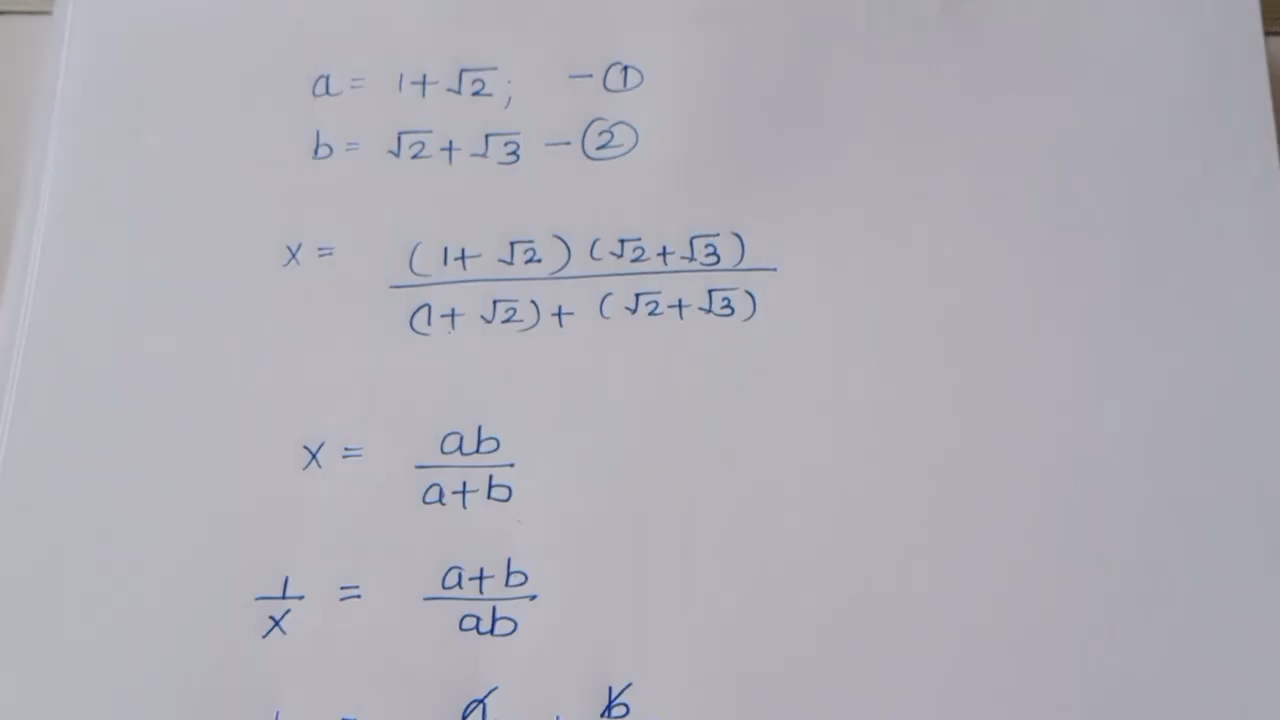 a = 1 + √2 ; - ①
b = √2 + √3 - ②
x = (1 + √2) (√2 + √3)
(1 + √2) + (√2 + √3)
x = ab
a + b
1 = a + b
x ab